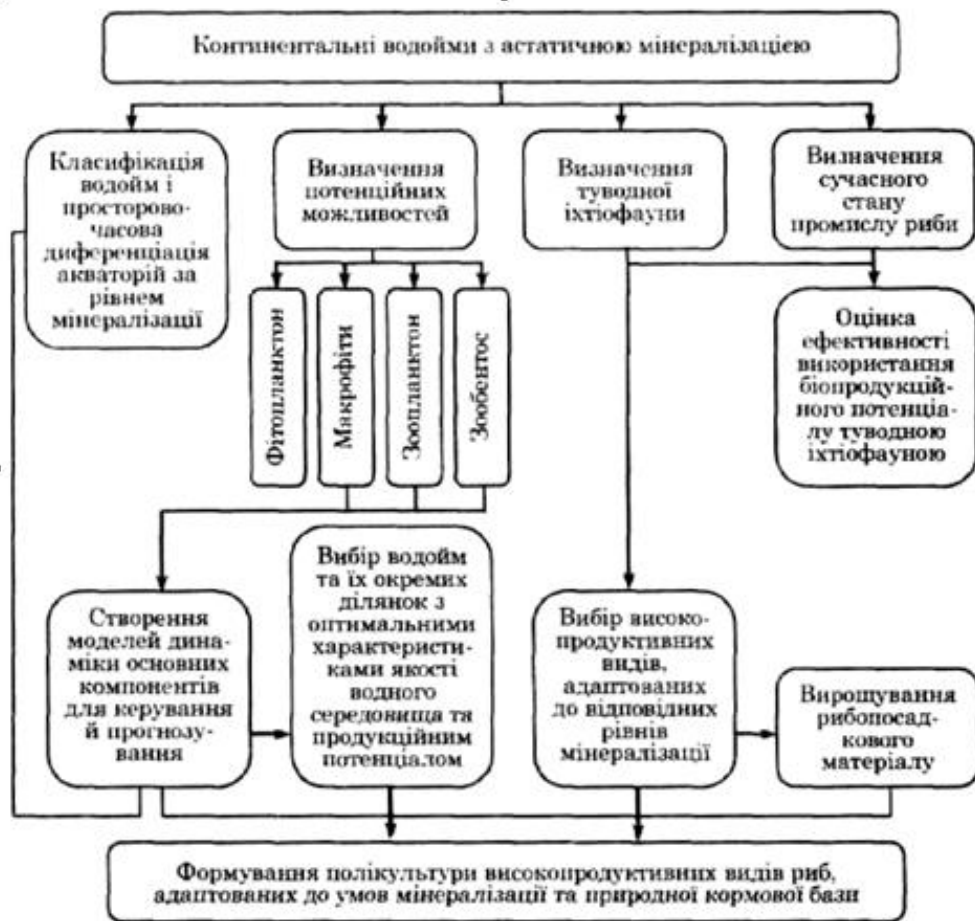 Континентальні водойми з астатичною мінералізацією
Класифікація
водойм і
просторово-
часова
диференціація
акваторій за
рівнем
мінералізації
Визначення
потенційних
можливостей
Визначення
туводної
іхтіофауни
Визначення
сучасного
стану
промислу риби
Фітопланктон
Макрофіти
Зоопланктон
Зообентос
Оцінка
ефективності
використання
біопродукцій-
ного потенціа-
лу туводною
іхтіофауною
Створення
моделей дина-
міки основних
компонентів
для керування
й прогнозу-
вання
Вибір водойм
та їх окремих
ділянок з
оптимальними
характеристи-
ками якості
водного
середовища та
продукційним
потенціалом
Вибір високо-
продуктивних
видів,
адаптованих
до відповідних
рівнів
мінералізації
Вирощування
рибопосад-
кового
матеріалу
Формування полікультури високопродуктивних видів риб,
адаптованих до умов мінералізації та природної кормової бази